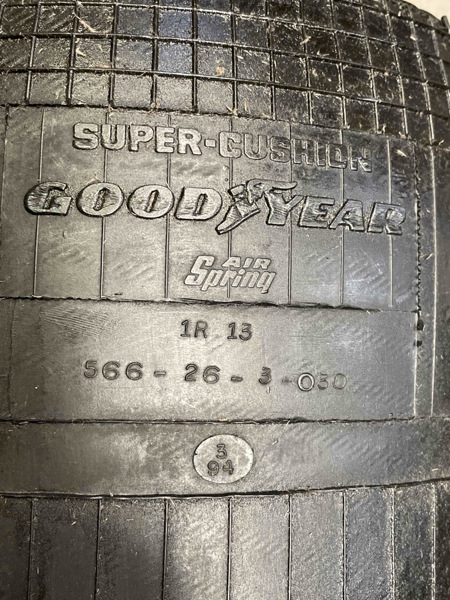 SUPER-CUSHION
GOODYEAR
AIR
Spring
1R 13
566-26-3-030
3
94